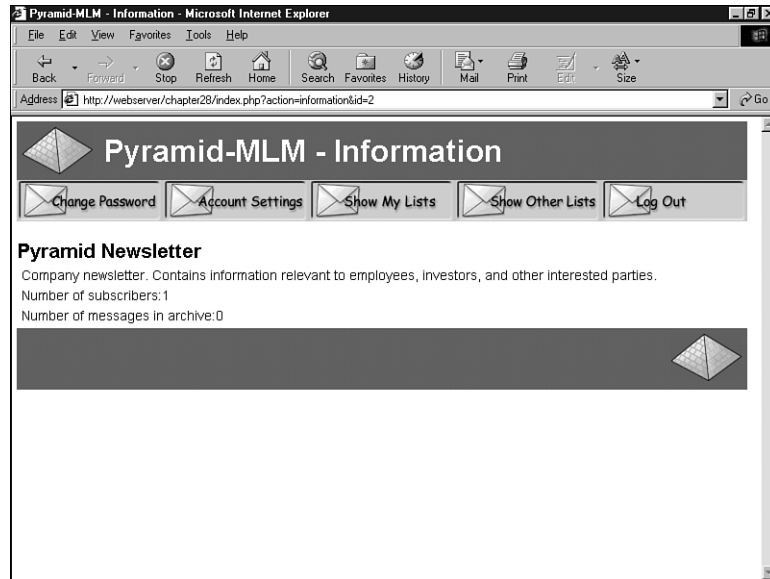 Pyramid-MLM - Information - Microsoft Internet Explorer
File Edit View Favorites Tools Help
Back Forward Stop Refresh Home Search Favorites History Mail Print Edit Size
Address http://webserver/chapter28/index.php?action=information&id=2 Go
Pyramid-MLM - Information
Change Password Account Settings Show My Lists Show Other Lists Log Out
Pyramid Newsletter
Company newsletter. Contains information relevant to employees, investors, and other interested parties.
Number of subscribers:1
Number of messages in archive:0